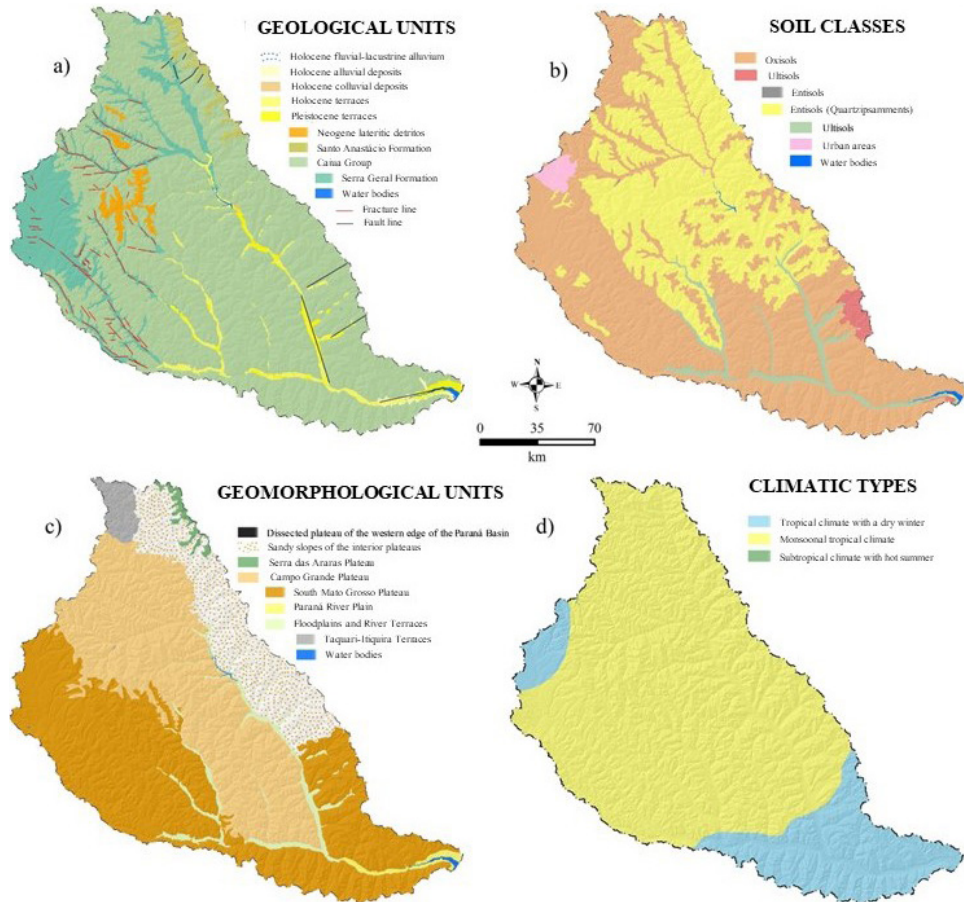 GEOLOGICAL UNITS
a)
Holocene fluvial-lacustrine alluvium
Holocene alluvial deposits
Holocene colluvial deposits
Holocene terraces
Pleistocene terraces
Neogene lateritic detritos
Santo Anastácio Formation
Caiua Group
Serra Geral Formation
Water bodies
Fracture line
Fault line
SOIL CLASSES
b)
Oxisols
Ultisols
Entisols
Entisols (Quartzipsamments)
Ultisols
Urban areas
Water bodies
N
W E
S
0 35 70
km
GEOMORPHOLOGICAL UNITS
c)
Dissected plateau of the western edge of the Paraná Basin
Sandy slopes of the interior plateaus
Serra das Araras Plateau
Campo Grande Plateau
South Mato Grosso Plateau
Paraná River Plain
Floodplains and River Terraces
Taquari-Itiquira Terraces
Water bodies
CLIMATIC TYPES
d)
Tropical climate with a dry winter
Monsoonal tropical climate
Subtropical climate with hot summer